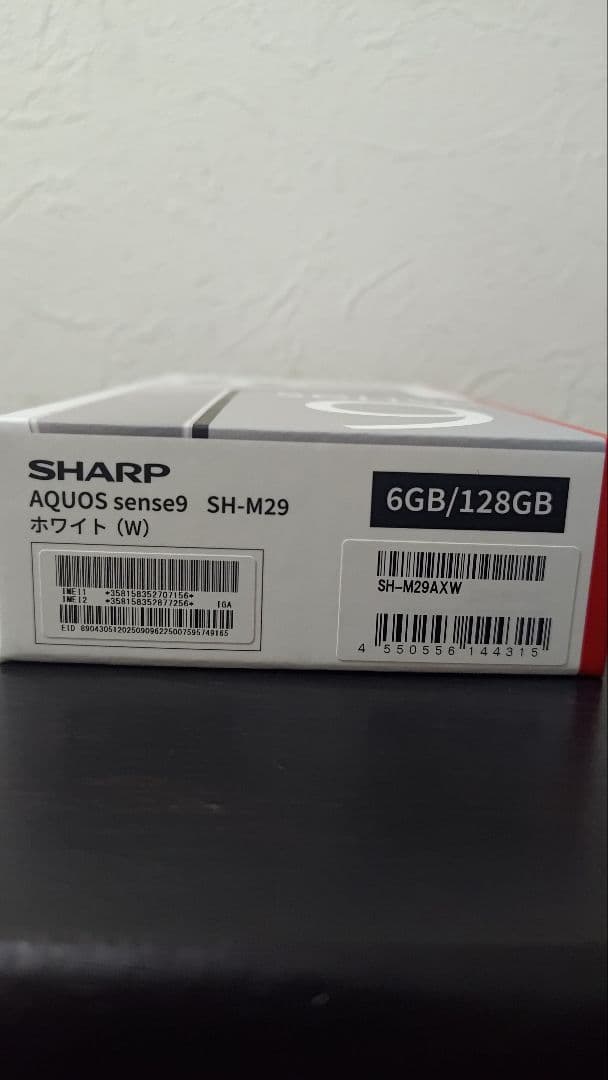 SHARP
AQUOS sense9 SH-M29
ホワイト（W）
6GB/128GB
IMEI1 *358158352707156*
IMEI2 *358158352877256* IGA
EID 89043051202509096225007595749165
SH-M29AXW
4 550556 144315